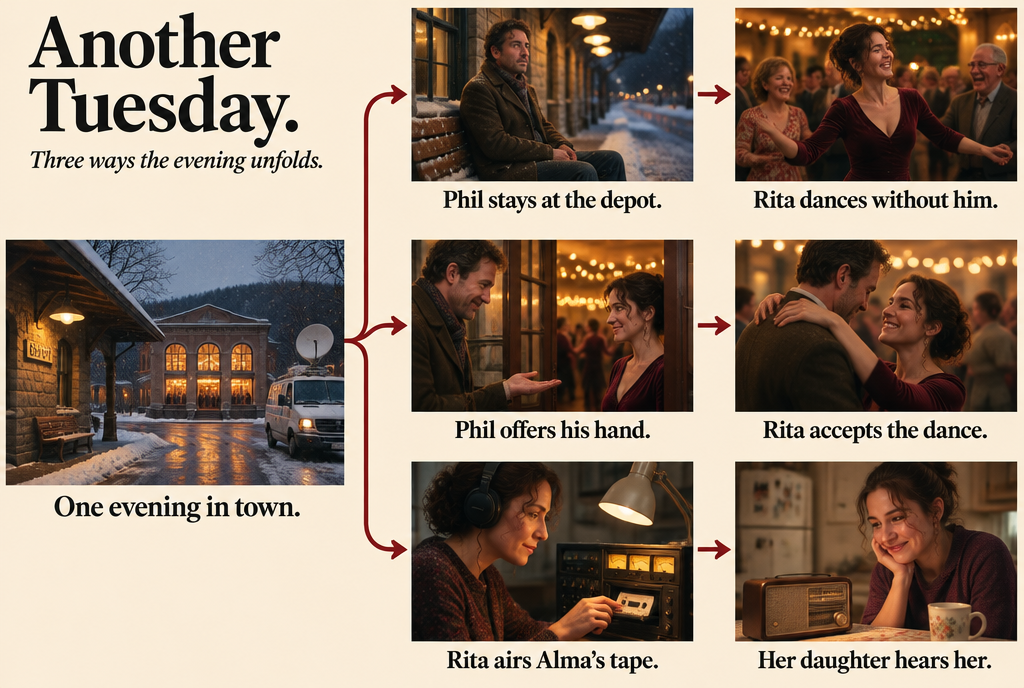 Another
Tuesday.
Three ways the evening unfolds.
One evening in town.
Phil stays at the depot.
Rita dances without him.
Phil offers his hand.
Rita accepts the dance.
Rita airs Alma's tape.
Her daughter hears her.